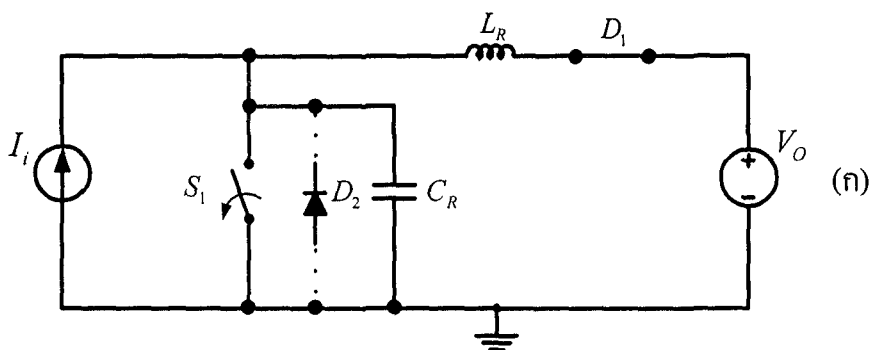 L_R
D_1
I_i
S_1
D_2
C_R
V_O
+
-
(ก)